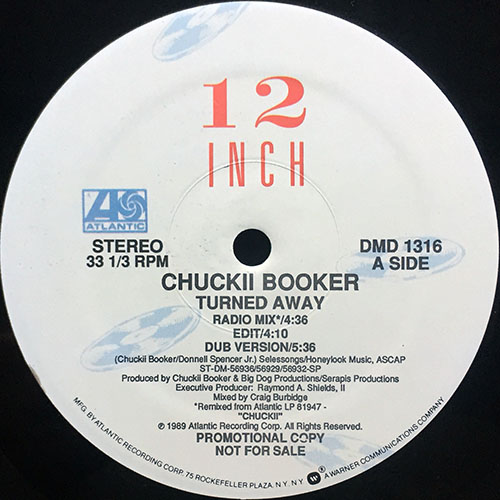 12
INCH
ATLANTIC
STEREO
33 1/3 RPM
DMD 1316
A SIDE
CHUCKII BOOKER
TURNED AWAY
RADIO MIX*/4:36
EDIT/4:10
DUB VERSION/5:36
(Chuckii Booker/Donnell Spencer Jr.) Selessongs/Honeylook Music, ASCAP
ST-DM-56936/56929/56932-SP
Produced by Chuckii Booker & Big Dog Productions/Serapis Productions
Executive Producer: Raymond A. Shields, II
Mixed by Craig Burbidge
*Remixed from Atlantic LP 81947 -
"CHUCKII"
℗ 1989 Atlantic Recording Corp. All Rights Reserved.
PROMOTIONAL COPY
NOT FOR SALE
MFG. BY ATLANTIC RECORDING CORP. 75 ROCKEFELLER PLAZA, N.Y. N.Y. ® A WARNER COMMUNICATIONS COMPANY